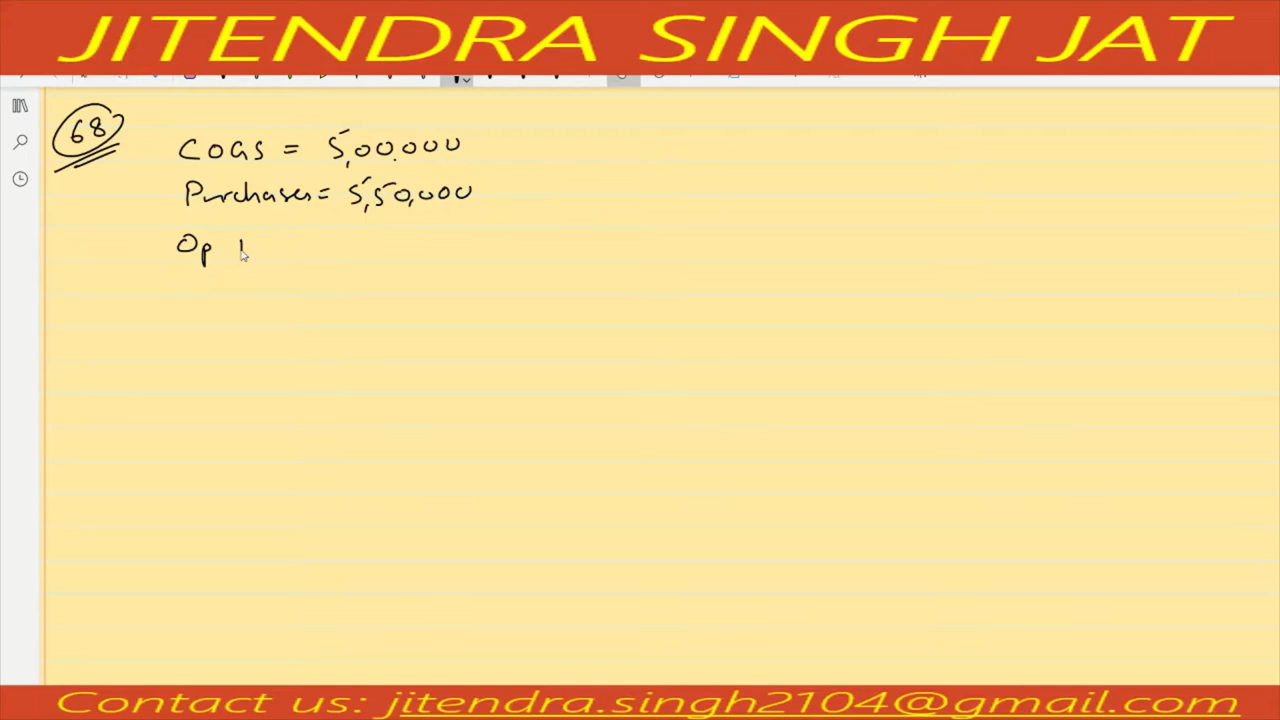 JITENDRA SINGH JAT
68
COGS = 5,00,000
Purchases = 5,50,000
Op
Contact us: jitendra.singh2104@gmail.com